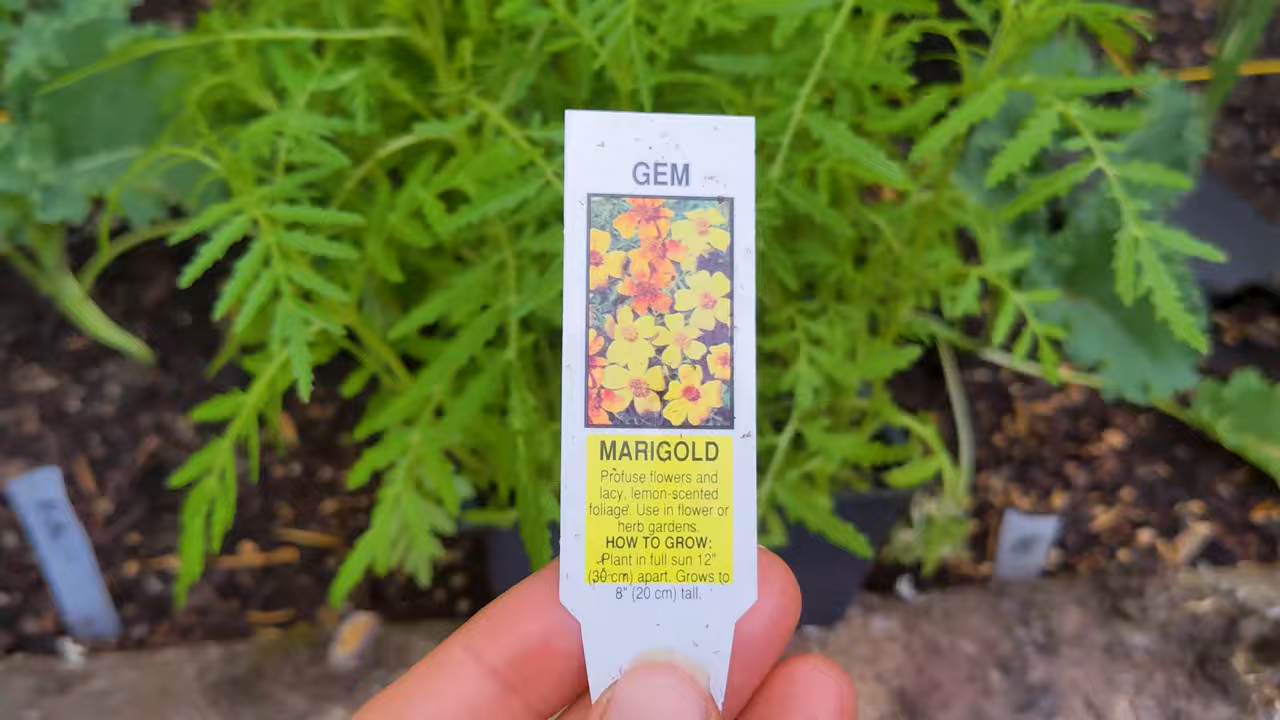 GEM
MARIGOLD
Profuse flowers and
lacy, lemon-scented
foliage. Use in flower or
herb gardens.
HOW TO GROW:
Plant in full sun 12"
(30 cm) apart. Grows to
8" (20 cm) tall.